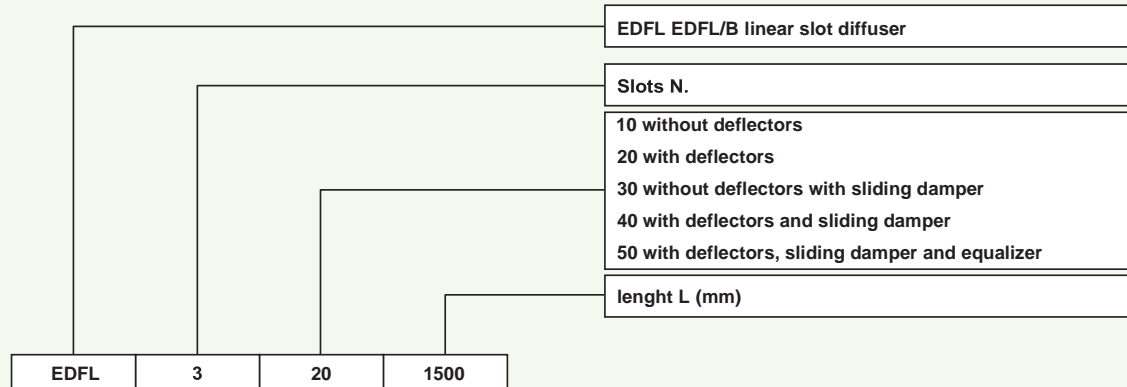 EDFL EDFL/B linear slot diffuser
Slots N.
10 without deflectors
20 with deflectors
30 without deflectors with sliding damper
40 with deflectors and sliding damper
50 with deflectors, sliding damper and equalizer
lenght L (mm)
EDFL 3 20 1500